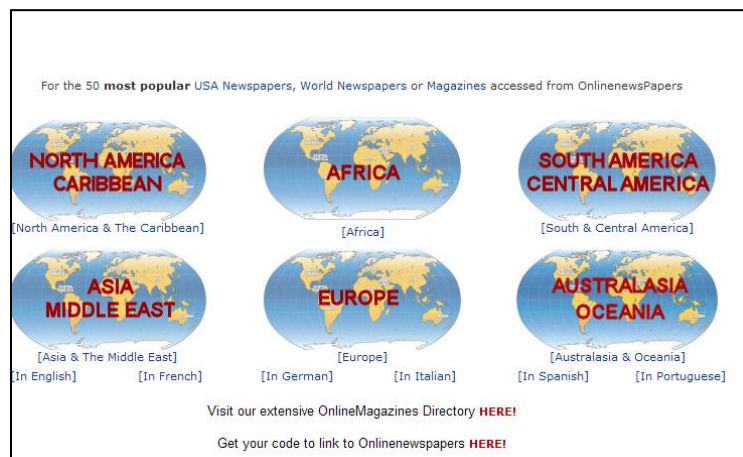 For the 50 most popular USA Newspapers, World Newspapers or Magazines accessed from OnlinenewsPapers
NORTH AMERICA
CARIBBEAN
AFRICA
SOUTH AMERICA
CENTRAL AMERICA
[North America & The Caribbean]
[Africa]
[South & Central America]
ASIA
MIDDLE EAST
EUROPE
AUSTRALASIA
OCEANIA
[Asia & The Middle East]
[Europe]
[Australasia & Oceania]
[In English]
[In French]
[In German]
[In Italian]
[In Spanish]
[In Portuguese]
Visit our extensive OnlineMagazines Directory HERE!
Get your code to link to Onlinenewspapers HERE!